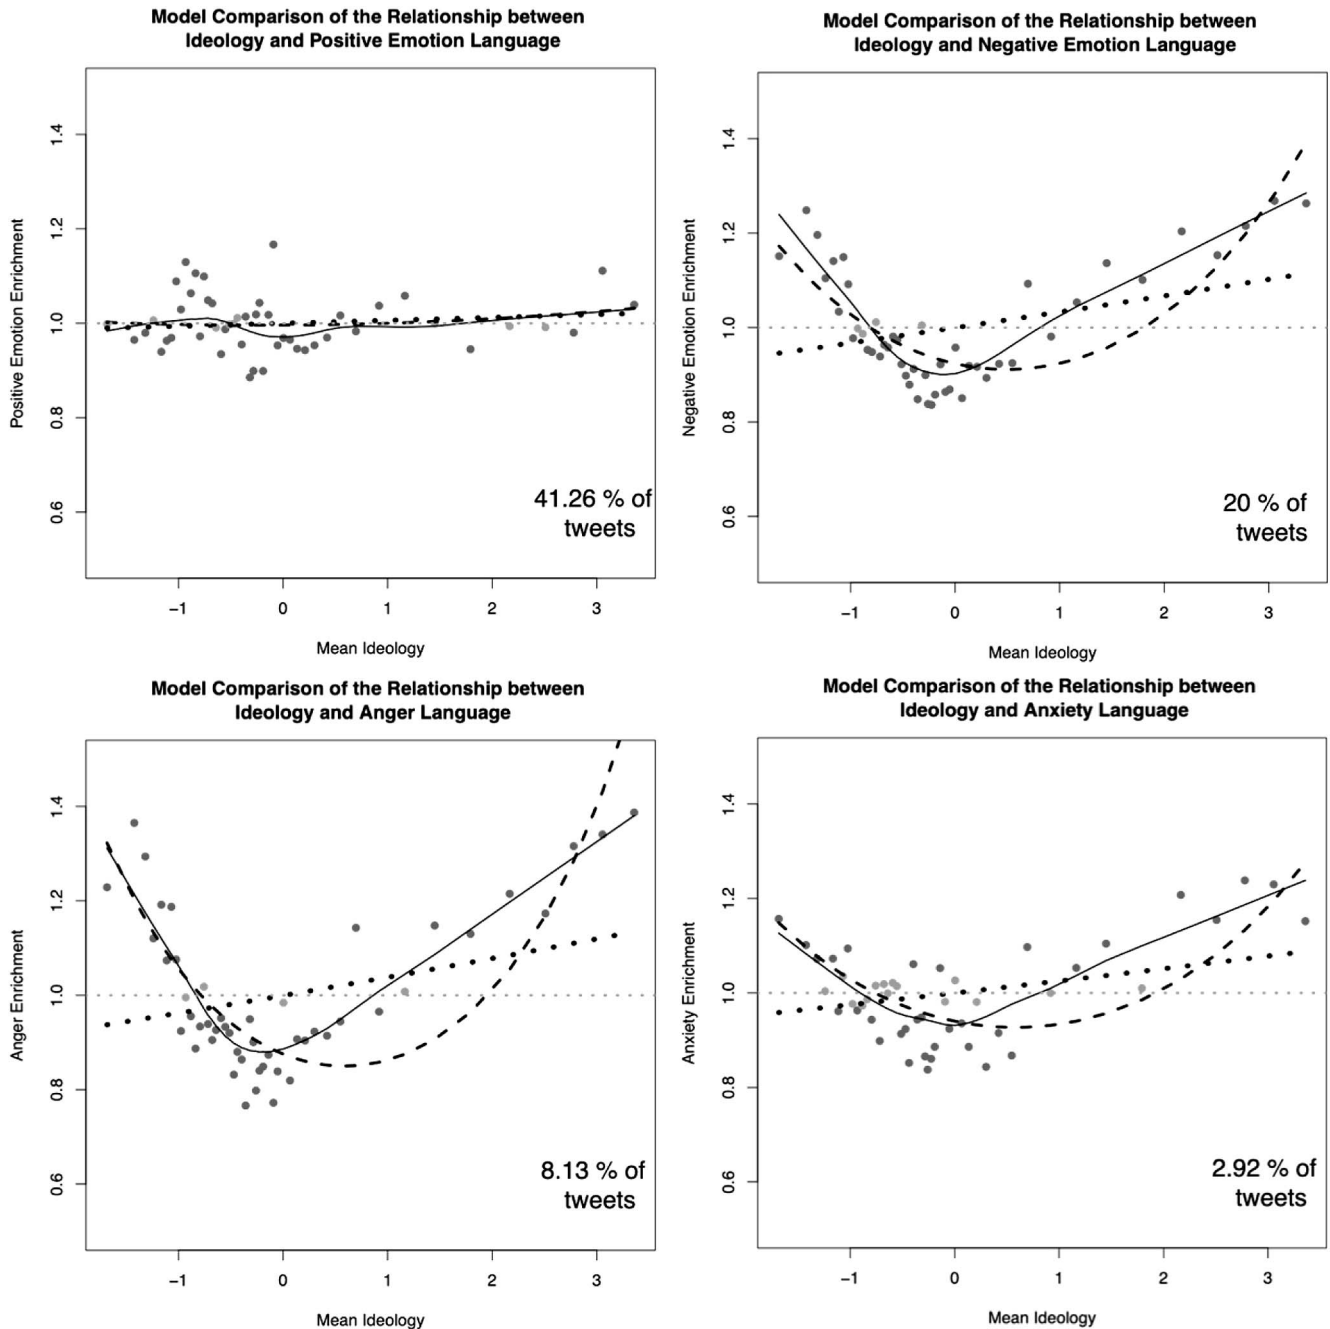 Model Comparison of the Relationship between
Ideology and Positive Emotion Language
Positive Emotion Enrichment
1.4
1.2
1.0
0.8
0.6
41.26 % of
tweets
−1 0 1 2 3
Mean Ideology
Model Comparison of the Relationship between
Ideology and Negative Emotion Language
Negative Emotion Enrichment
1.4
1.2
1.0
0.8
0.6
20 % of
tweets
−1 0 1 2 3
Mean Ideology
Model Comparison of the Relationship between
Ideology and Anger Language
Anger Enrichment
1.4
1.2
1.0
0.8
0.6
8.13 % of
tweets
−1 0 1 2 3
Mean Ideology
Model Comparison of the Relationship between
Ideology and Anxiety Language
Anxiety Enrichment
1.4
1.2
1.0
0.8
0.6
2.92 % of
tweets
−1 0 1 2 3
Mean Ideology